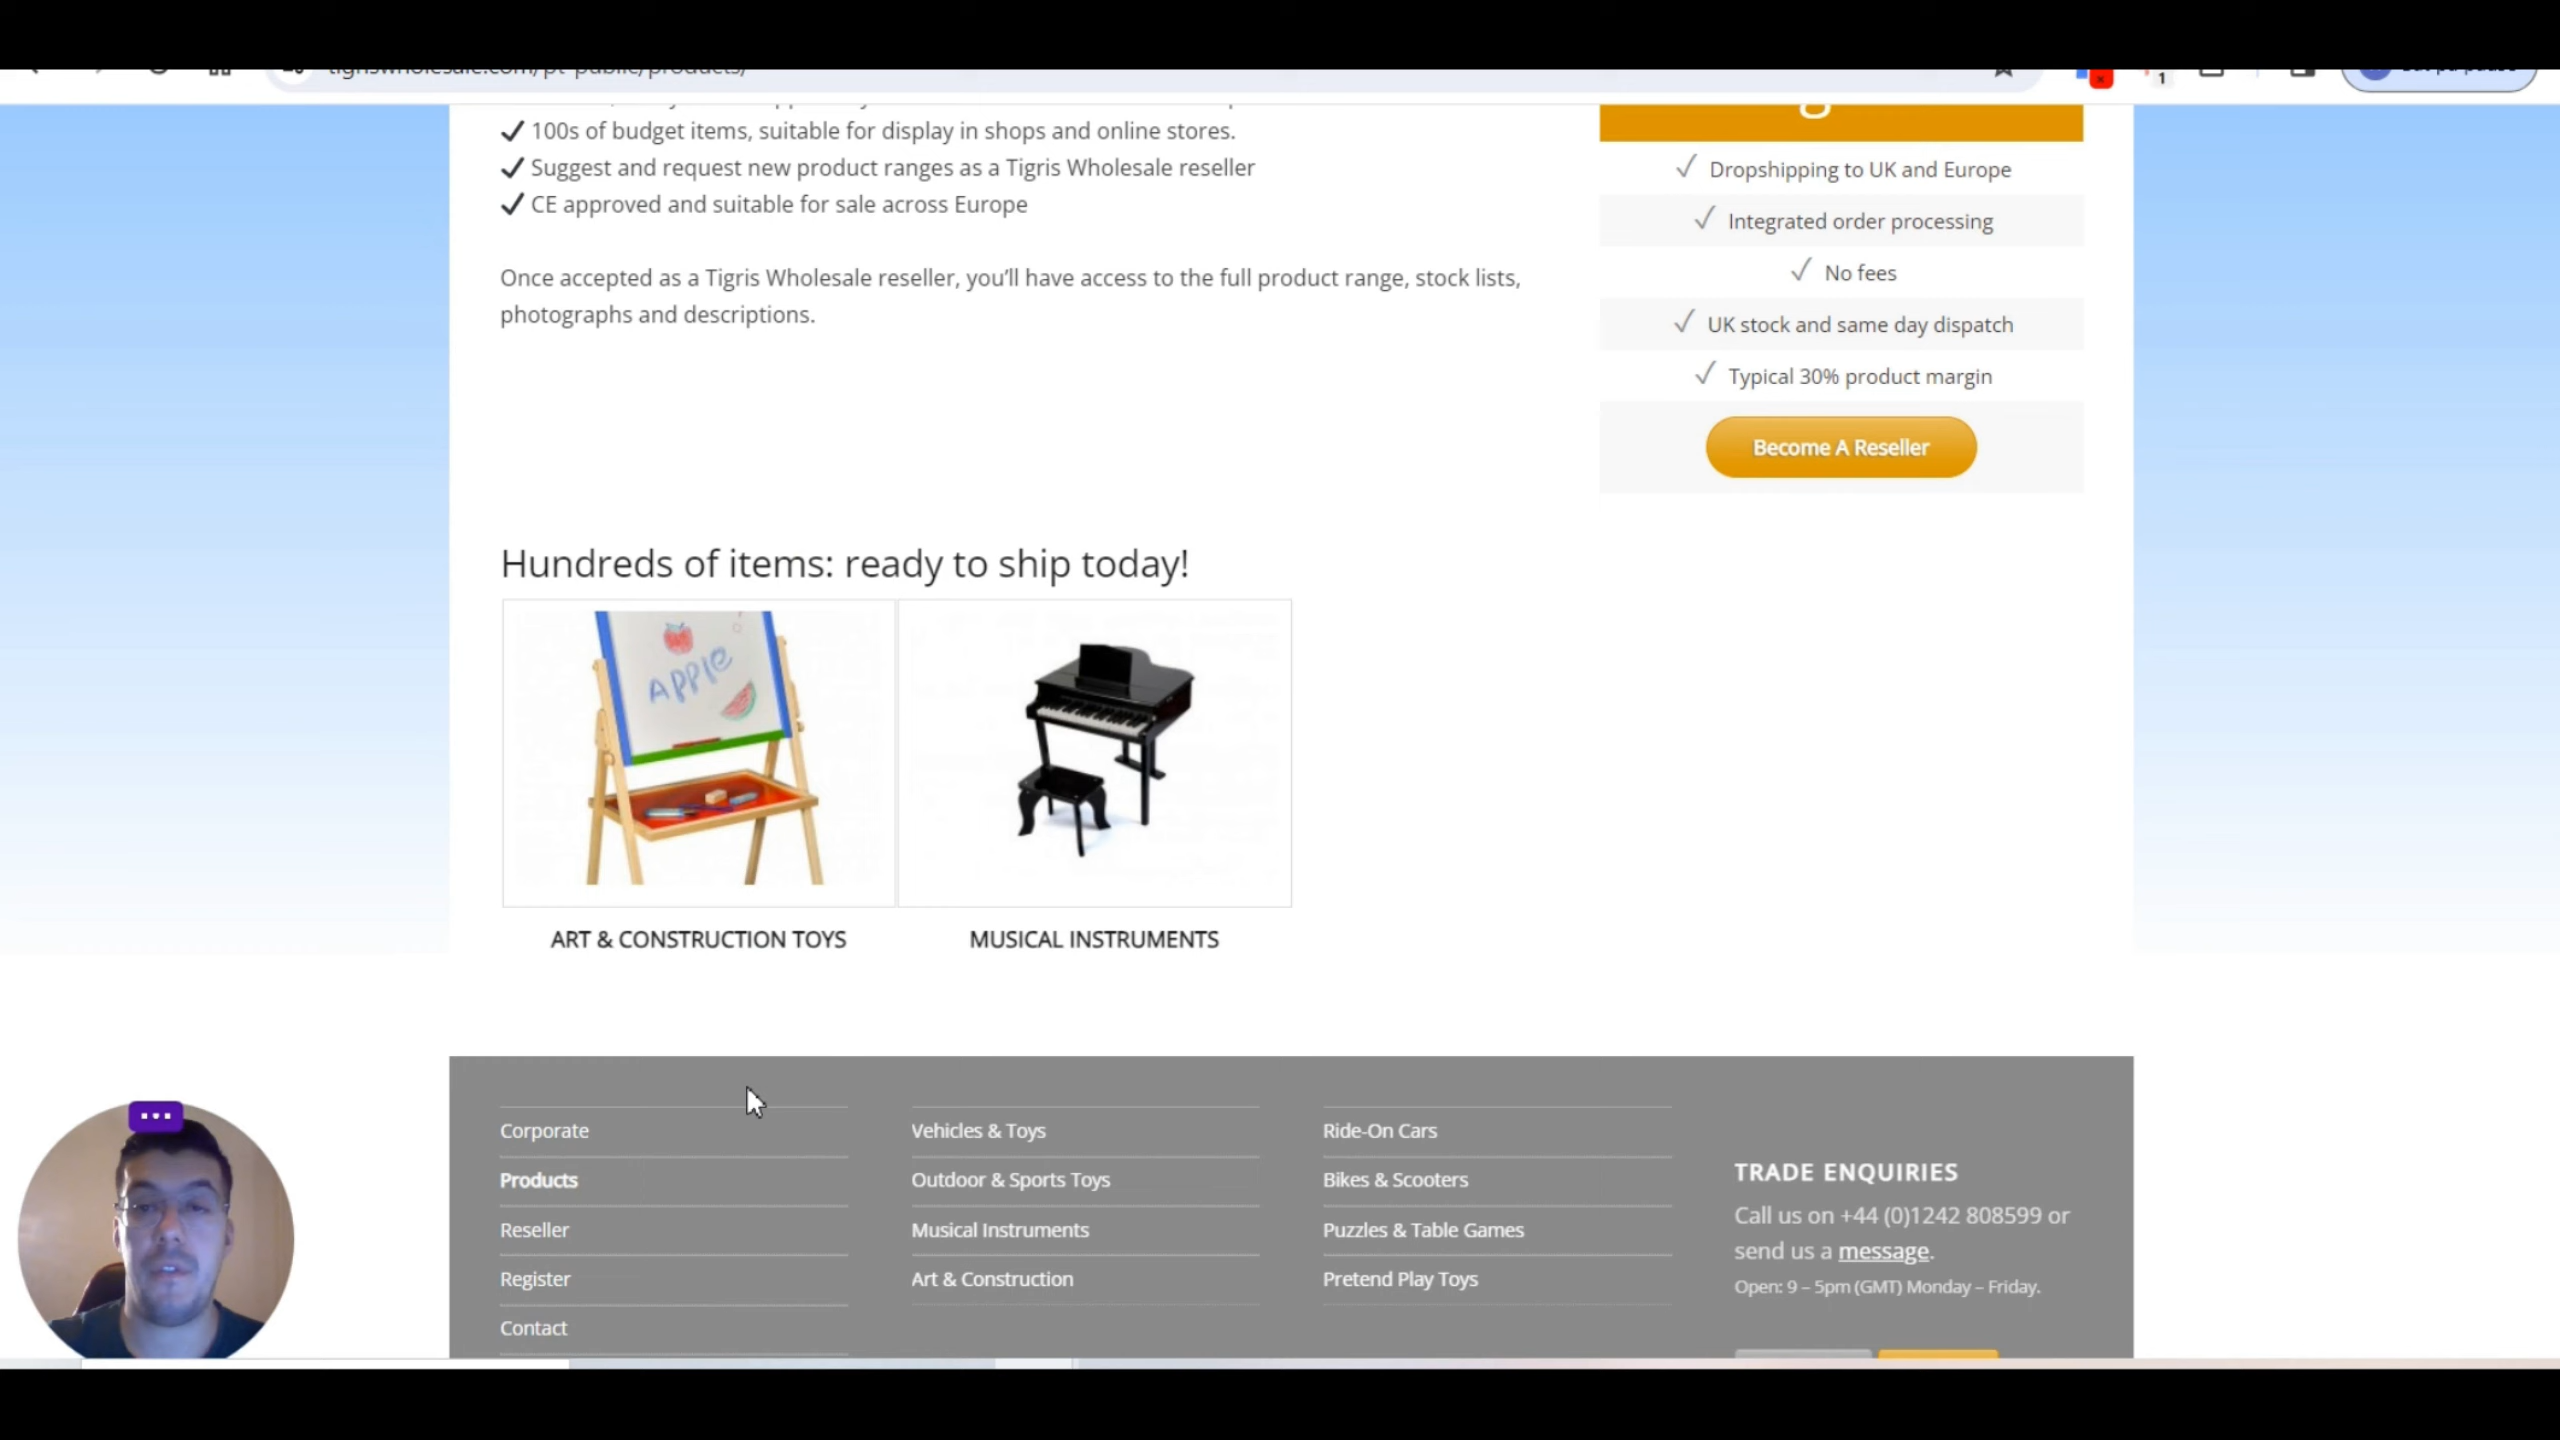 tigriswholesale.com/pt-public/products/
1
100s of budget items, suitable for display in shops and online stores.
Suggest and request new product ranges as a Tigris Wholesale reseller
CE approved and suitable for sale across Europe
Once accepted as a Tigris Wholesale reseller, you’ll have access to the full product range, stock lists,
photographs and descriptions.
Dropshipping to UK and Europe
Integrated order processing
No fees
UK stock and same day dispatch
Typical 30% product margin
Become A Reseller
Hundreds of items: ready to ship today!
APPLE
ART & CONSTRUCTION TOYS
MUSICAL INSTRUMENTS
Corporate
Products
Reseller
Register
Contact
Vehicles & Toys
Outdoor & Sports Toys
Musical Instruments
Art & Construction
Ride-On Cars
Bikes & Scooters
Puzzles & Table Games
Pretend Play Toys
TRADE ENQUIRIES
Call us on +44 (0)1242 808599 or
send us a message.
Open: 9 – 5pm (GMT) Monday – Friday.